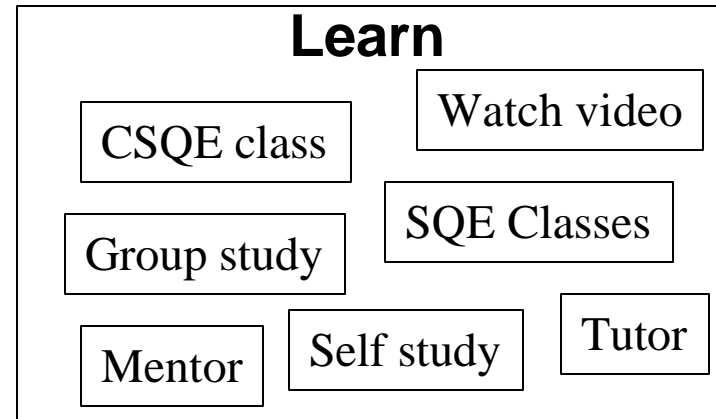 Learn
Watch video
CSQE class
SQE Classes
Group study
Tutor
Self study
Mentor